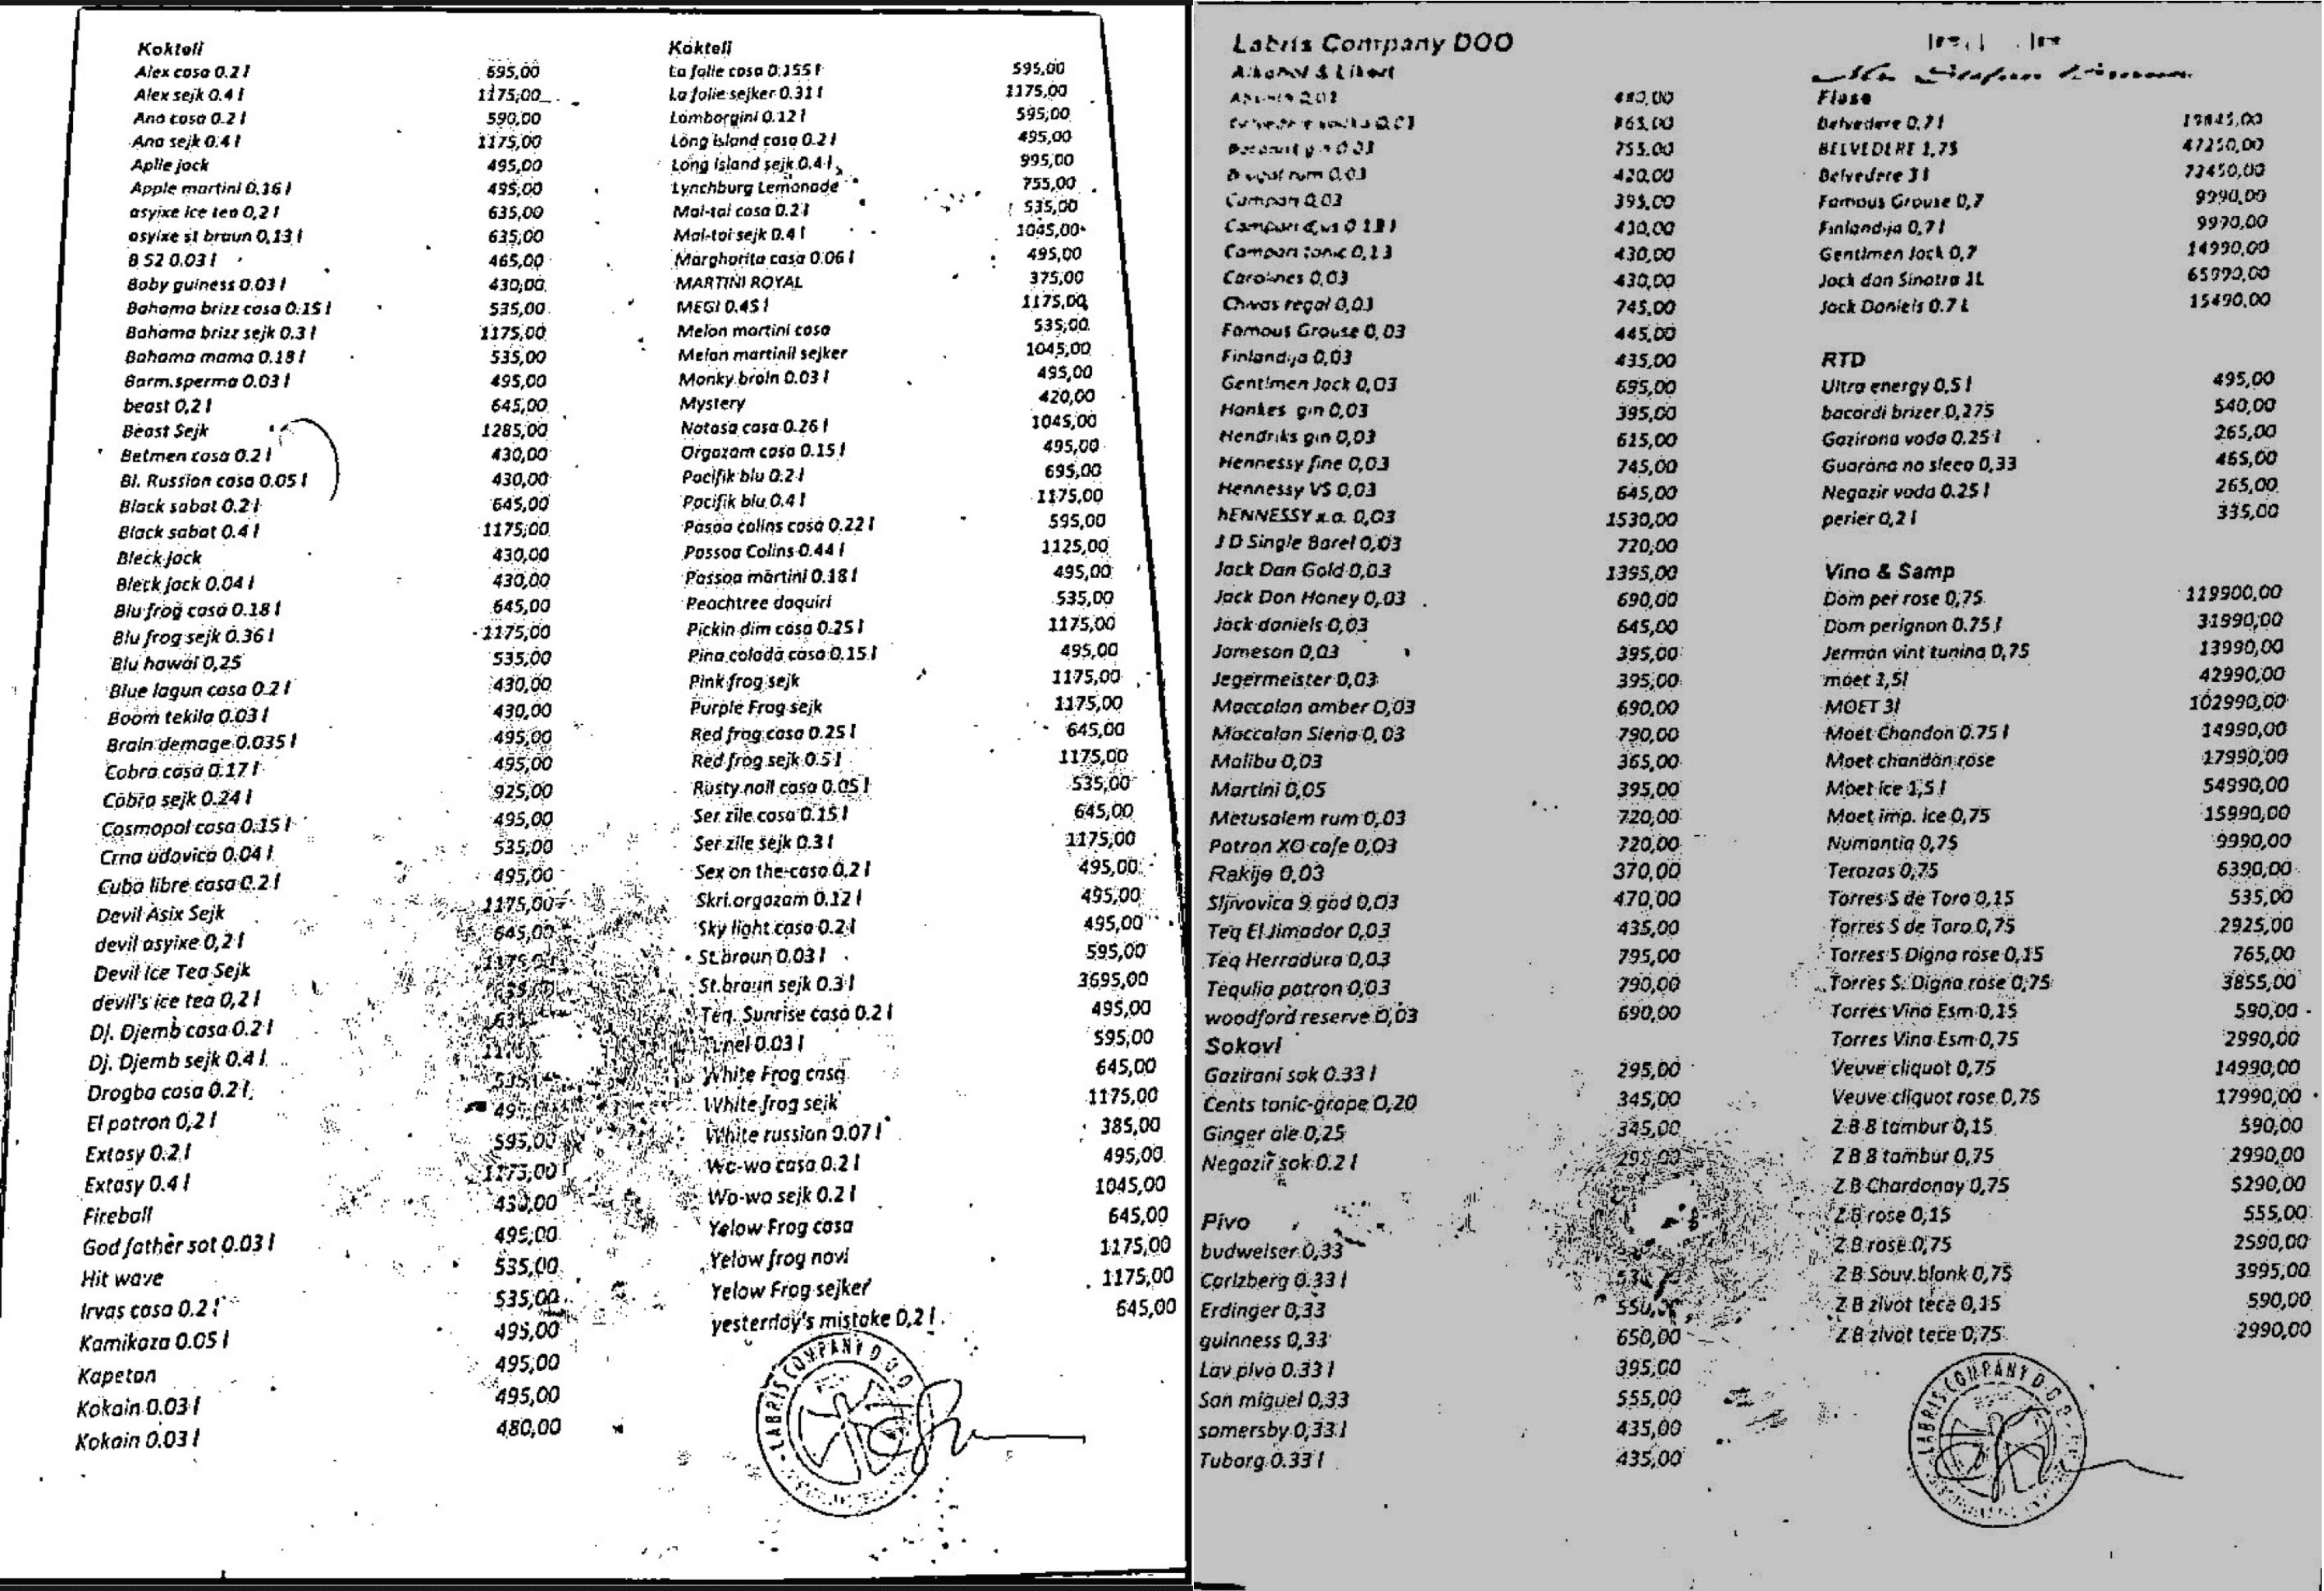 Kokteli
Alex casa 0.2 l 695,00
Alex sejk 0.4 l 1175,00
Ana casa 0.2 l 590,00
Ana sejk 0.4 l 1175,00
Aplle jack 495,00
Apple martini 0.16 l 495,00
asyixe ice tea 0,2 l 635,00
asyixe st braun 0,13 l 635,00
B 52 0.03 l 465,00
Baby guiness 0.03 l 430,00
Bahama brizz casa 0.15 l 535,00
Bahama brizz sejk 0.3 l 1175,00
Bahama mama 0.18 l 535,00
Barm.sperma 0.03 l 495,00
beast 0,2 l 645,00
Beast Sejk 1285,00
Betmen casa 0.2 l 430,00
Bl. Russian casa 0.05 l 430,00
Black sabat 0.2 l 645,00
Black sabat 0.4 l 1175,00
Bleck jack 430,00
Bleck jack 0.04 l 430,00
Blu frog casa 0.18 l 645,00
Blu frog sejk 0.36 l 1175,00
Blu hawai 0,25 535,00
Blue lagun casa 0.2 l 430,00
Boom tekila 0.03 l 430,00
Brain demage 0.035 l 495,00
Cobra casa 0.17 l 495,00
Cobra sejk 0.24 l 925,00
Cosmopol casa 0.15 l 495,00
Crna udovica 0.04 l 535,00
Cuba libre casa 0.2 l 495,00
Devil Asix Sejk 1175,00
devil asyixe 0,2 l 645,00
Devil Ice Tea Sejk 1175,00
devil's ice tea 0,2 l
Dj. Djemb casa 0.2 l
Dj. Djemb sejk 0.4 l
Drogba casa 0.2 l
El patron 0,2 l
Extasy 0.2 l 595,00
Extasy 0.4 l 1175,00
Fireball 430,00
God father sot 0.03 l 495,00
Hit wave 535,00
Irvas casa 0.2 l 535,00
Kamikaza 0.05 l 495,00
Kapetan 495,00
Kokain 0.03 l 495,00
Kokain 0.03 l 480,00
Kokteli
La folie casa 0.155 l 595,00
La folie sejker 0.31 l 1175,00
Lamborgini 0.12 l 595,00
Long island casa 0.2 l 495,00
Long island sejk 0.4 l 995,00
Lynchburg Lemonade 755,00
Mai-tai casa 0.2 l 535,00
Mai-tai sejk 0.4 l 1045,00
Margharita casa 0.06 l 495,00
MARTINI ROYAL 375,00
MEGI 0.45 l 1175,00
Melon martini casa 535,00
Melon martinil sejker 1045,00
Monky brain 0.03 l 495,00
Mystery 420,00
Natasa casa 0.26 l 1045,00
Orgazam casa 0.15 l 495,00
Pacifik blu 0.2 l 695,00
Pacifik blu 0.4 l 1175,00
Pasoa colins casa 0.22 l 595,00
Passoa Colins 0.44 l 1125,00
Passoa martini 0.18 l 495,00
Peachtree daquiri 535,00
Pickin dim casa 0.25 l 1175,00
Pina colada casa 0.15 l 495,00
Pink frog sejk 1175,00
Purple Frog sejk 1175,00
Red frog casa 0.25 l 645,00
Red frog sejk 0.5 l 1175,00
Rusty nail casa 0.05 l 535,00
Ser zile casa 0.15 l 645,00
Ser zile sejk 0.3 l 1175,00
Sex on the casa 0,2 l 495,00
Skri.orgazam 0.12 l 495,00
Sky light casa 0.2 l 495,00
St.braun 0.03 l 595,00
St.braun sejk 0.3 l 3695,00
Teq. Sunrise casa 0.2 l 495,00
Tunel 0.03 l 595,00
White Frog casa 645,00
White frog sejk 1175,00
White russion 0.07 l 385,00
Wo-wo casa 0.2 l 495,00
Wo-wo sejk 0.2 l 1045,00
Yelow Frog casa 645,00
Yelow frog novi 1175,00
Yelow Frog sejker 1175,00
yesterday's mistake 0,2 l 645,00
LABRIS COMPANY D.O.O.
Labris Company DOO
Alkohol & Likeri
0.03 480,00
Belvedere vodka 0,03 865,00
gin 0.03 755.00
Brugal rum 0,03 420,00
Campari 0,03 395,00
Campari 430,00
Campari tonic 0,13 430,00
Carolines 0,03 430,00
Chivas regal 0,03 745,00
Famous Grouse 0,03 445,00
Finlandija 0,03 435,00
Gentlmen Jack 0,03 695,00
Hankes gin 0,03 395,00
Hendriks gin 0,03 615,00
Hennessy fine 0,03 745,00
Hennessy VS 0,03 645,00
hENNESSY x.o. 0,03 1530,00
J D Single Barel 0,03 720,00
Jack Dan Gold 0,03 1395,00
Jack Dan Honey 0,03 690,00
Jack daniels 0,03 645,00
Jameson 0,03 395,00
Jegermeister 0,03 395,00
Maccalan amber 0,03 690,00
Maccalan Siena 0,03 790,00
Malibu 0,03 365,00
Martini 0,05 395,00
Metusalem rum 0,03 720,00
Patron XO cafe 0,03 720,00
Rakije 0,03 370,00
Sljivovica 9 god 0,03 470,00
Teq El Jimador 0,03 435,00
Teq Herradura 0,03 795,00
Tequlia patron 0,03 790,00
woodford reserve 0,03 690,00
Sokovi
Gazirani sok 0.33 l 295,00
Cents tonic-grape 0,20 345,00
Ginger ale 0,25 345,00
Negazir sok 0.2 l 295,00
Pivo
budweiser 0,33
Carlzberg 0.33 l
Erdinger 0,33 550,00
guinness 0,33 650,00
Lav pivo 0.33 l 395,00
San miguel 0,33 555,00
somersby 0,33 l 435,00
Tuborg 0.33 l 435,00
Flase
Belvedere 0,7 l 19845,00
BELVEDERE 1,75 47250,00
Belvedere 3 l 72450,00
Famous Grouse 0,7 9990,00
Finlandija 0,7 l 9990,00
Gentlmen Jack 0,7 14990,00
Jack dan Sinatra 1L 65990,00
Jack Daniels 0.7 L 15490,00
RTD
Ultra energy 0,5 l 495,00
bacardi brizer 0,275 540,00
Gazirana voda 0.25 l 265,00
Guarana no sleep 0,33 465,00
Negazir voda 0.25 l 265,00
perier 0,2 l 335,00
Vino & Samp
Dom per rose 0,75 119900,00
Dom perignon 0.75 l 31990,00
Jerman vint tunina 0,75 13990,00
moet 1,5l 42990,00
MOET 3l 102990,00
Moet Chandon 0.75 l 14990,00
Moet chandon rose 17990,00
Moet ice 1,5 l 54990,00
Moet imp. ice 0,75 15990,00
Numantia 0,75 9990,00
Terazas 0,75 6390,00
Torres S de Toro 0,15 535,00
Torres S de Toro 0,75 2925,00
Torres S Digna rose 0,15 765,00
Torres S. Digna rose 0,75 3855,00
Torres Vina Esm 0,15 590,00
Torres Vina Esm 0,75 2990,00
Veuve cliquot 0,75 14990,00
Veuve cliquot rose 0,75 17990,00
Z B 8 tambur 0,15 590,00
Z B 8 tambur 0,75 2990,00
Z B Chardonay 0,75 5290,00
Z B rose 0,15 555,00
Z B rose 0,75 2590,00
Z B Souv.blank 0,75 3995,00
Z B zivot tece 0,15 590,00
Z B zivot tece 0,75 2990,00
LABRIS COMPANY D.O.O.